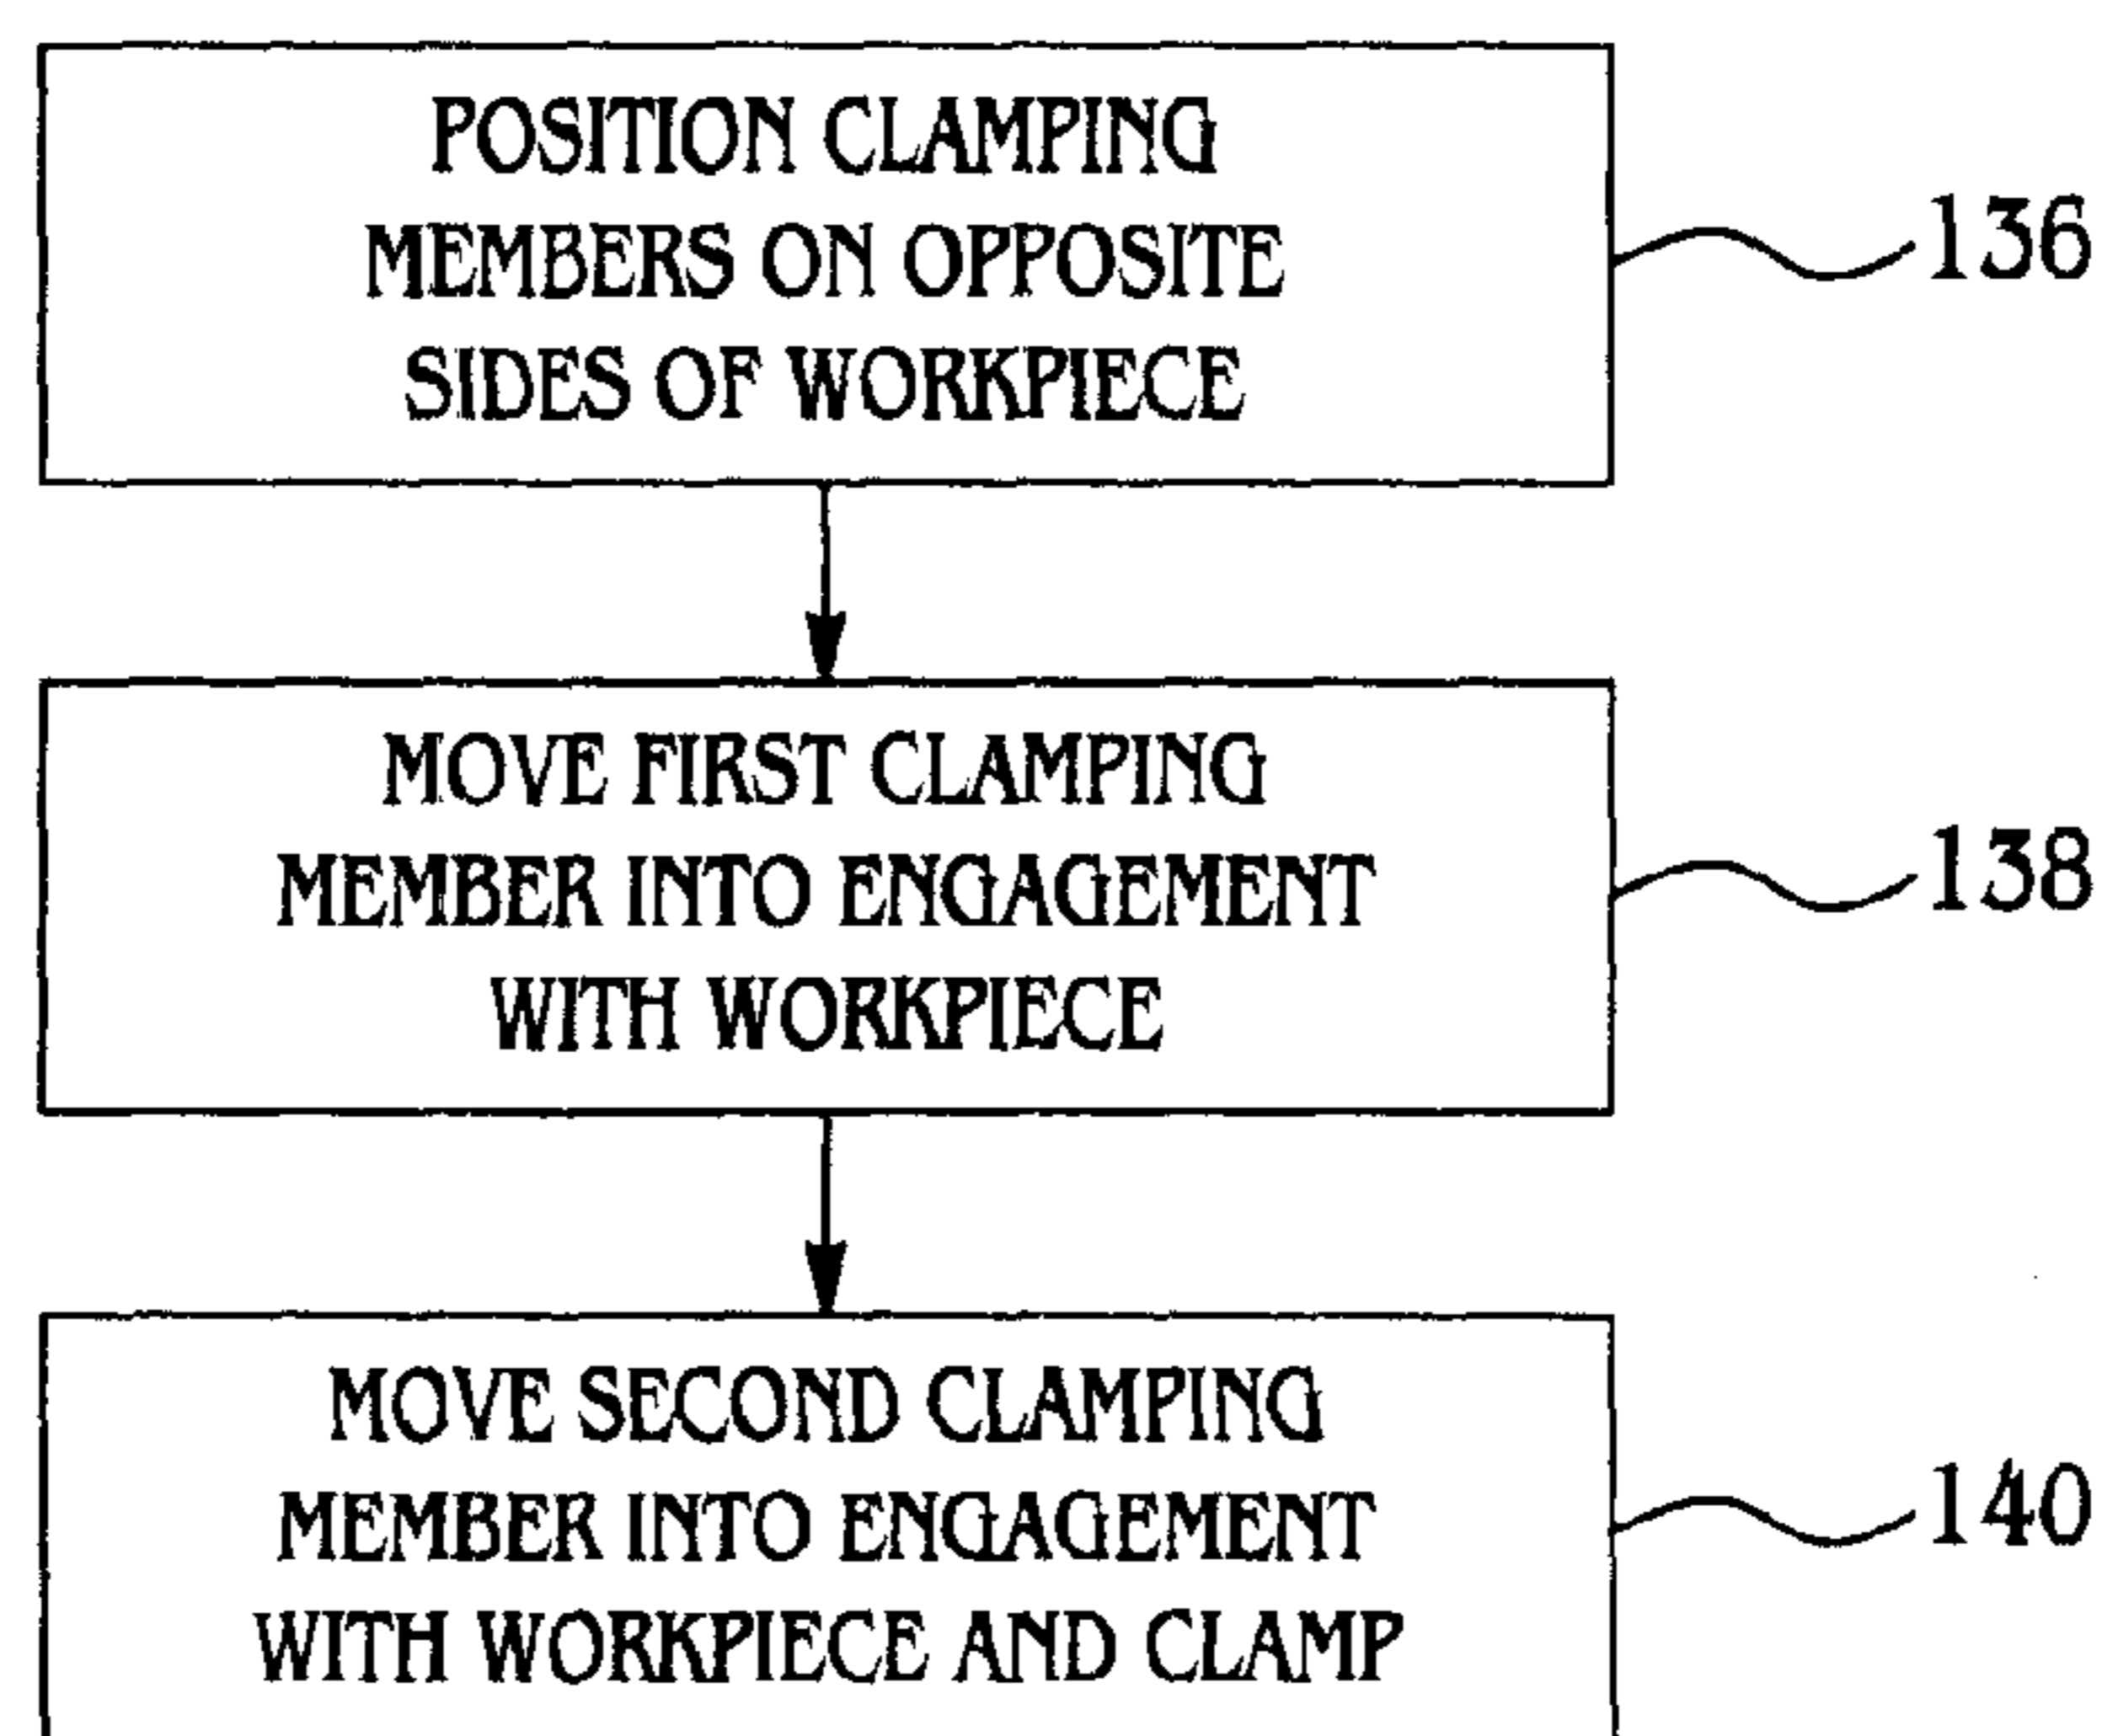 POSITION CLAMPING
MEMBERS ON OPPOSITE
SIDES OF WORKPIECE
136
MOVE FIRST CLAMPING
MEMBER INTO ENGAGEMENT
WITH WORKPIECE
138
MOVE SECOND CLAMPING
MEMBER INTO ENGAGEMENT
WITH WORKPIECE AND CLAMP
140